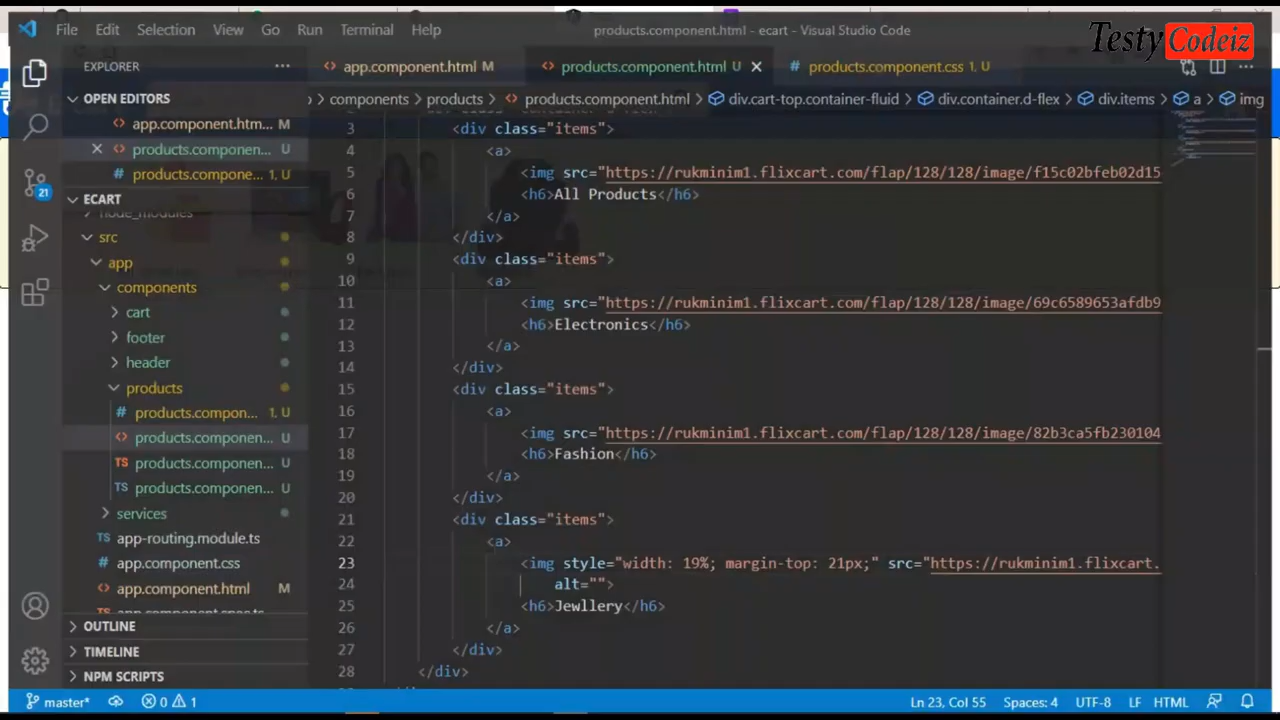 File Edit Selection View Go Run Terminal Help
products.component.html - ecart - Visual Studio Code
Testy Codeiz
EXPLORER
app.component.html M
products.component.html U
products.component.css 1, U
OPEN EDITORS
app.component.htm... M
products.componen... U
products.compone... 1, U
components > products > products.component.html > div.cart-top.container-fluid > div.container.d-flex > div.items > a > img
ECART
node_modules
src
app
components
cart
footer
header
products
products.compon... 1, U
products.componen... U
products.componen... U
products.componen... U
services
app-routing.module.ts
app.component.css
app.component.html M
app.component.spec.ts
OUTLINE
TIMELINE
NPM SCRIPTS
3 <div class="items">
4 <a>
5 <img src="https://rukminim1.flixcart.com/flap/128/128/image/f15c02bfeb02d15
6 <h6>All Products</h6>
7 </a>
8 </div>
9 <div class="items">
10 <a>
11 <img src="https://rukminim1.flixcart.com/flap/128/128/image/69c6589653afdb9
12 <h6>Electronics</h6>
13 </a>
14 </div>
15 <div class="items">
16 <a>
17 <img src="https://rukminim1.flixcart.com/flap/128/128/image/82b3ca5fb230104
18 <h6>Fashion</h6>
19 </a>
20 </div>
21 <div class="items">
22 <a>
23 <img style="width: 19%; margin-top: 21px;" src="https://rukminim1.flixcart.
24 alt="">
25 <h6>Jewllery</h6>
26 </a>
27 </div>
28 </div>
21
master* 0 1
Ln 23, Col 55 Spaces: 4 UTF-8 LF HTML